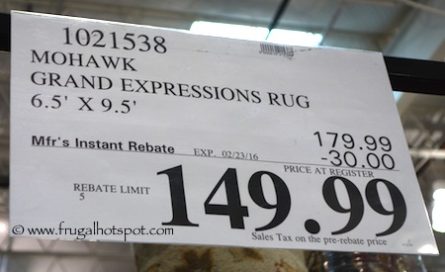 1021538
MOHAWK
GRAND EXPRESSIONS RUG
6.5' X 9.5'
179.99
Mfr's Instant Rebate EXP. 02/23/16 -30.00
PRICE AT REGISTER
REBATE LIMIT
5
149.99
Sales Tax on the pre-rebate price
© www.frugalhotspot.com